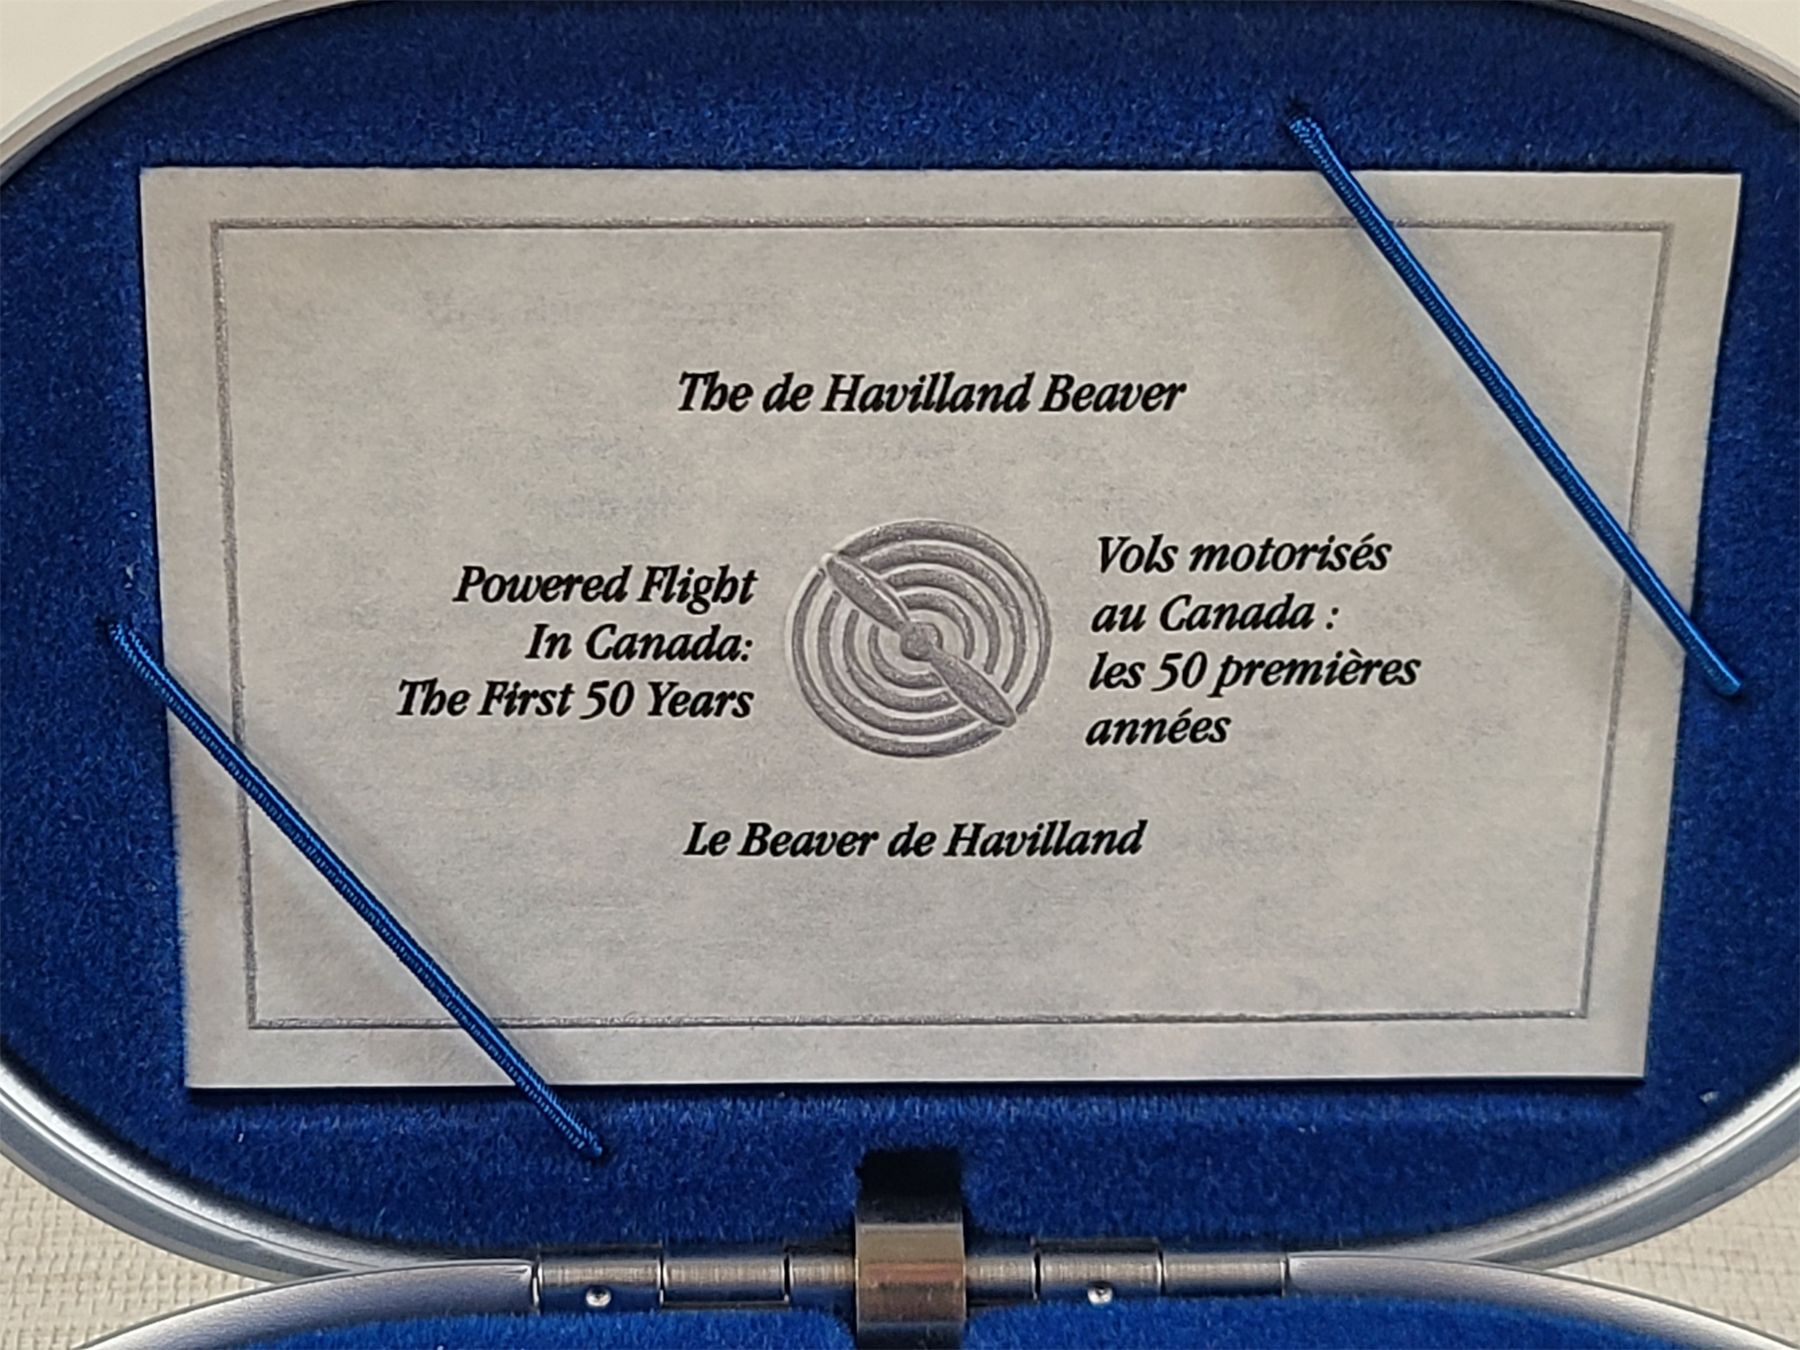 The de Havilland Beaver
Powered Flight
In Canada:
The First 50 Years
Vols motorisés
au Canada :
les 50 premières
années
Le Beaver de Havilland